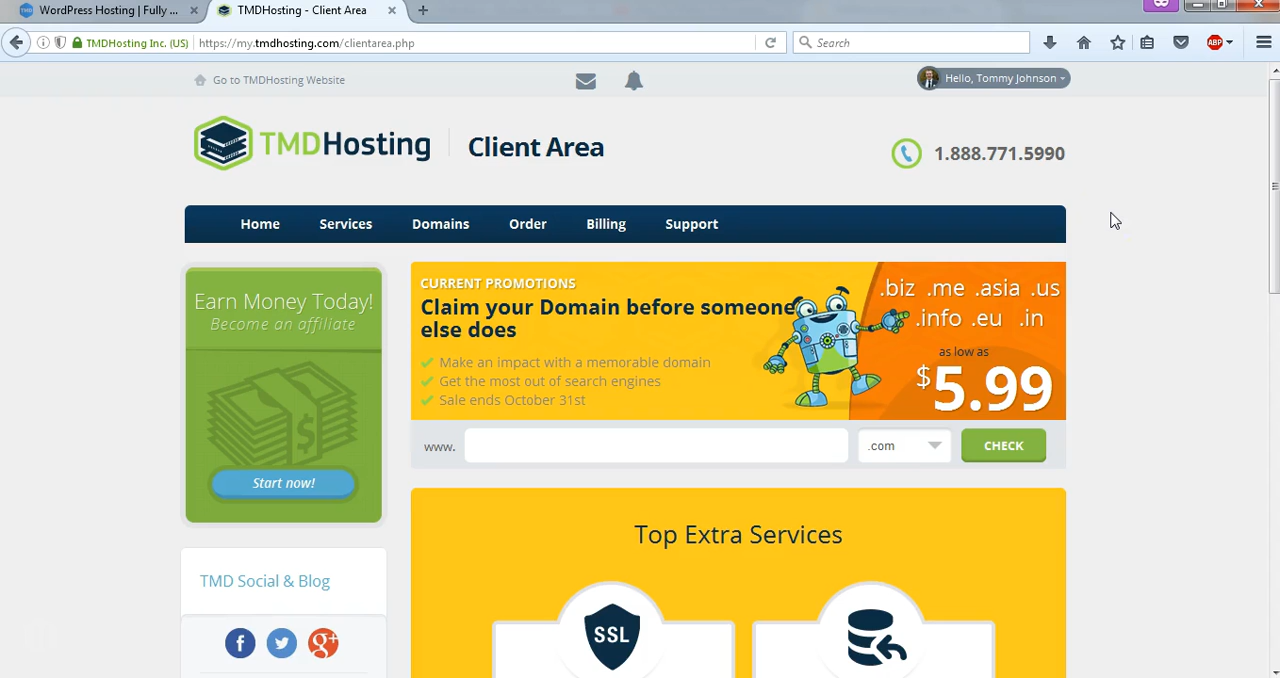 WordPress Hosting | Fully ...
TMDHosting - Client Area
TMDHosting Inc. (US)
https://my.tmdhosting.com/clientarea.php
Search
ABP
Go to TMDHosting Website
Hello, Tommy Johnson
TMDHosting
Client Area
1.888.771.5990
Home
Services
Domains
Order
Billing
Support
Earn Money Today!
Become an affiliate
$
Start now!
CURRENT PROMOTIONS
Claim your Domain before someone
else does
Make an impact with a memorable domain
Get the most out of search engines
Sale ends October 31st
.biz .me .asia .us
.info .eu .in
as low as
$5.99
www.
.com
CHECK
Top Extra Services
SSL
TMD Social & Blog
f
g+